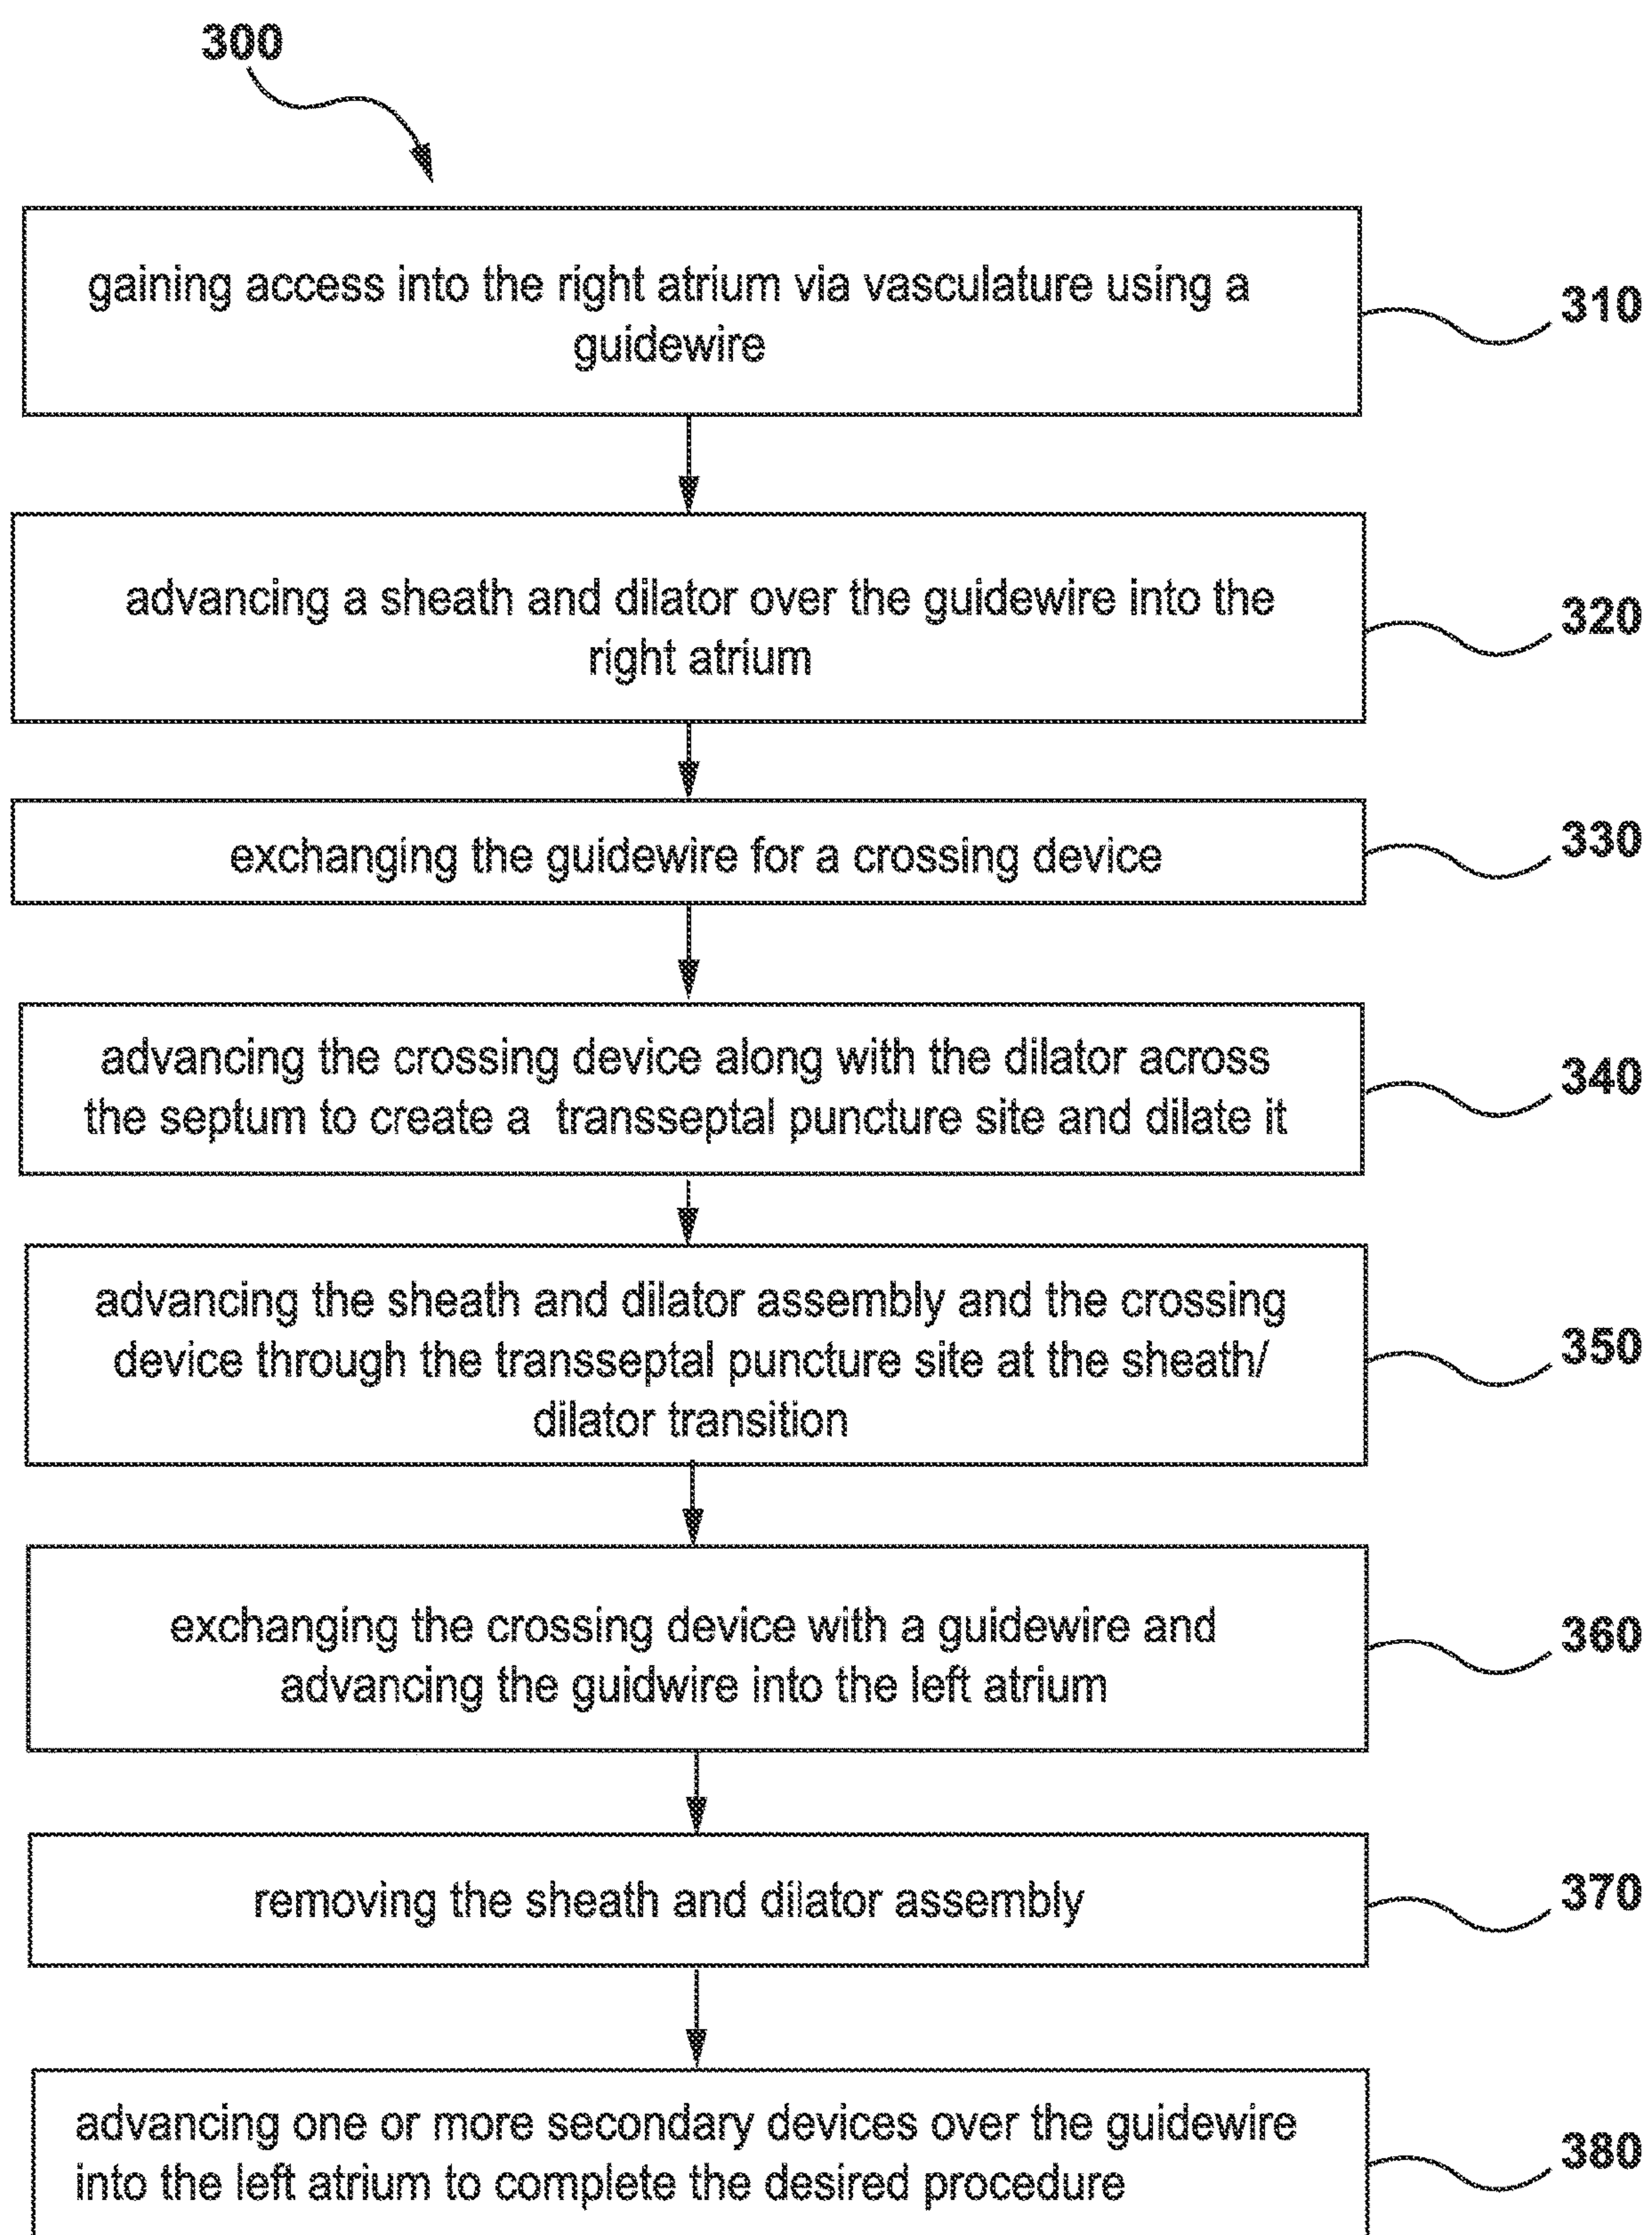 300
gaining access into the right atrium via vasculature using a
guidewire
310
advancing a sheath and dilator over the guidewire into the
right atrium
320
exchanging the guidewire for a crossing device
330
advancing the crossing device along with the dilator across
the septum to create a transseptal puncture site and dilate it
340
advancing the sheath and dilator assembly and the crossing
device through the transseptal puncture site at the sheath/
dilator transition
350
exchanging the crossing device with a guidewire and
advancing the guidwire into the left atrium
360
removing the sheath and dilator assembly
370
advancing one or more secondary devices over the guidewire
into the left atrium to complete the desired procedure
380